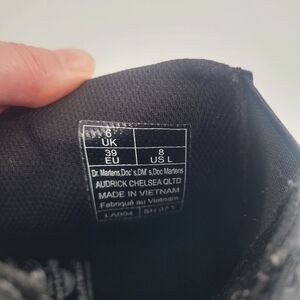 6
UK
39
EU
8
US L
Dr. Martens,Doc' s,DM' s,Doc Martens
AUDRICK CHELSEA QLTD
MADE IN VIETNAM
Fabriqué au Vietnam